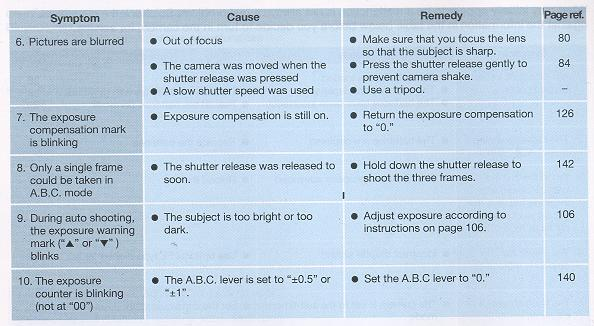 Symptom Cause Remedy Page ref.
6. Pictures are blurred
● Out of focus
● Make sure that you focus the lens
so that the subject is sharp.
80
● The camera was moved when the
shutter release was pressed
● Press the shutter release gently to
prevent camera shake.
84
● A slow shutter speed was used
● Use a tripod.
–
7. The exposure
compensation mark
is blinking
● Exposure compensation is still on.
● Return the exposure compensation
to “0.”
126
8. Only a single frame
could be taken in
A.B.C. mode
● The shutter release was released to
soon.
● Hold down the shutter release to
shoot the three frames.
142
9. During auto shooting,
the exposure warning
mark (“▲” or “▼” )
blinks
● The subject is too bright or too
dark.
● Adjust exposure according to
instructions on page 106.
106
10. The exposure
counter is blinking
(not at “00”)
● The A.B.C. lever is set to “±0.5” or
“±1”.
● Set the A.B.C lever to “0.”
140